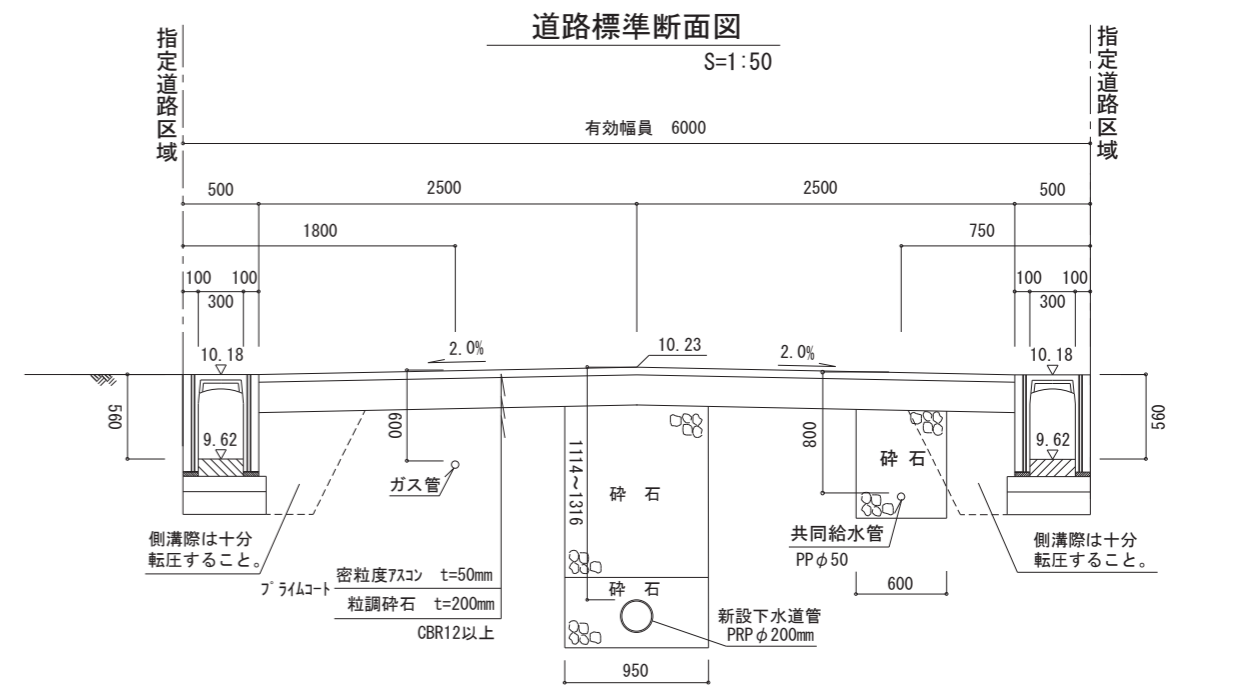 道路標準断面図
S=1:50
指定道路区域
指定道路区域
有効幅員　6000
500
2500
2500
500
1800
750
100
100
300
100
100
300
10.18
2.0%
10.23
2.0%
10.18
560
9.62
600
1114～1316
800
9.62
560
砕　石
砕　石
ガス管
共同給水管
PPφ50
側溝際は十分
転圧すること。
側溝際は十分
転圧すること。
プライムコート
密粒度アスコン　t=50mm
粒調砕石　t=200mm
CBR12以上
砕　石
600
新設下水道管
PRPφ200mm
950